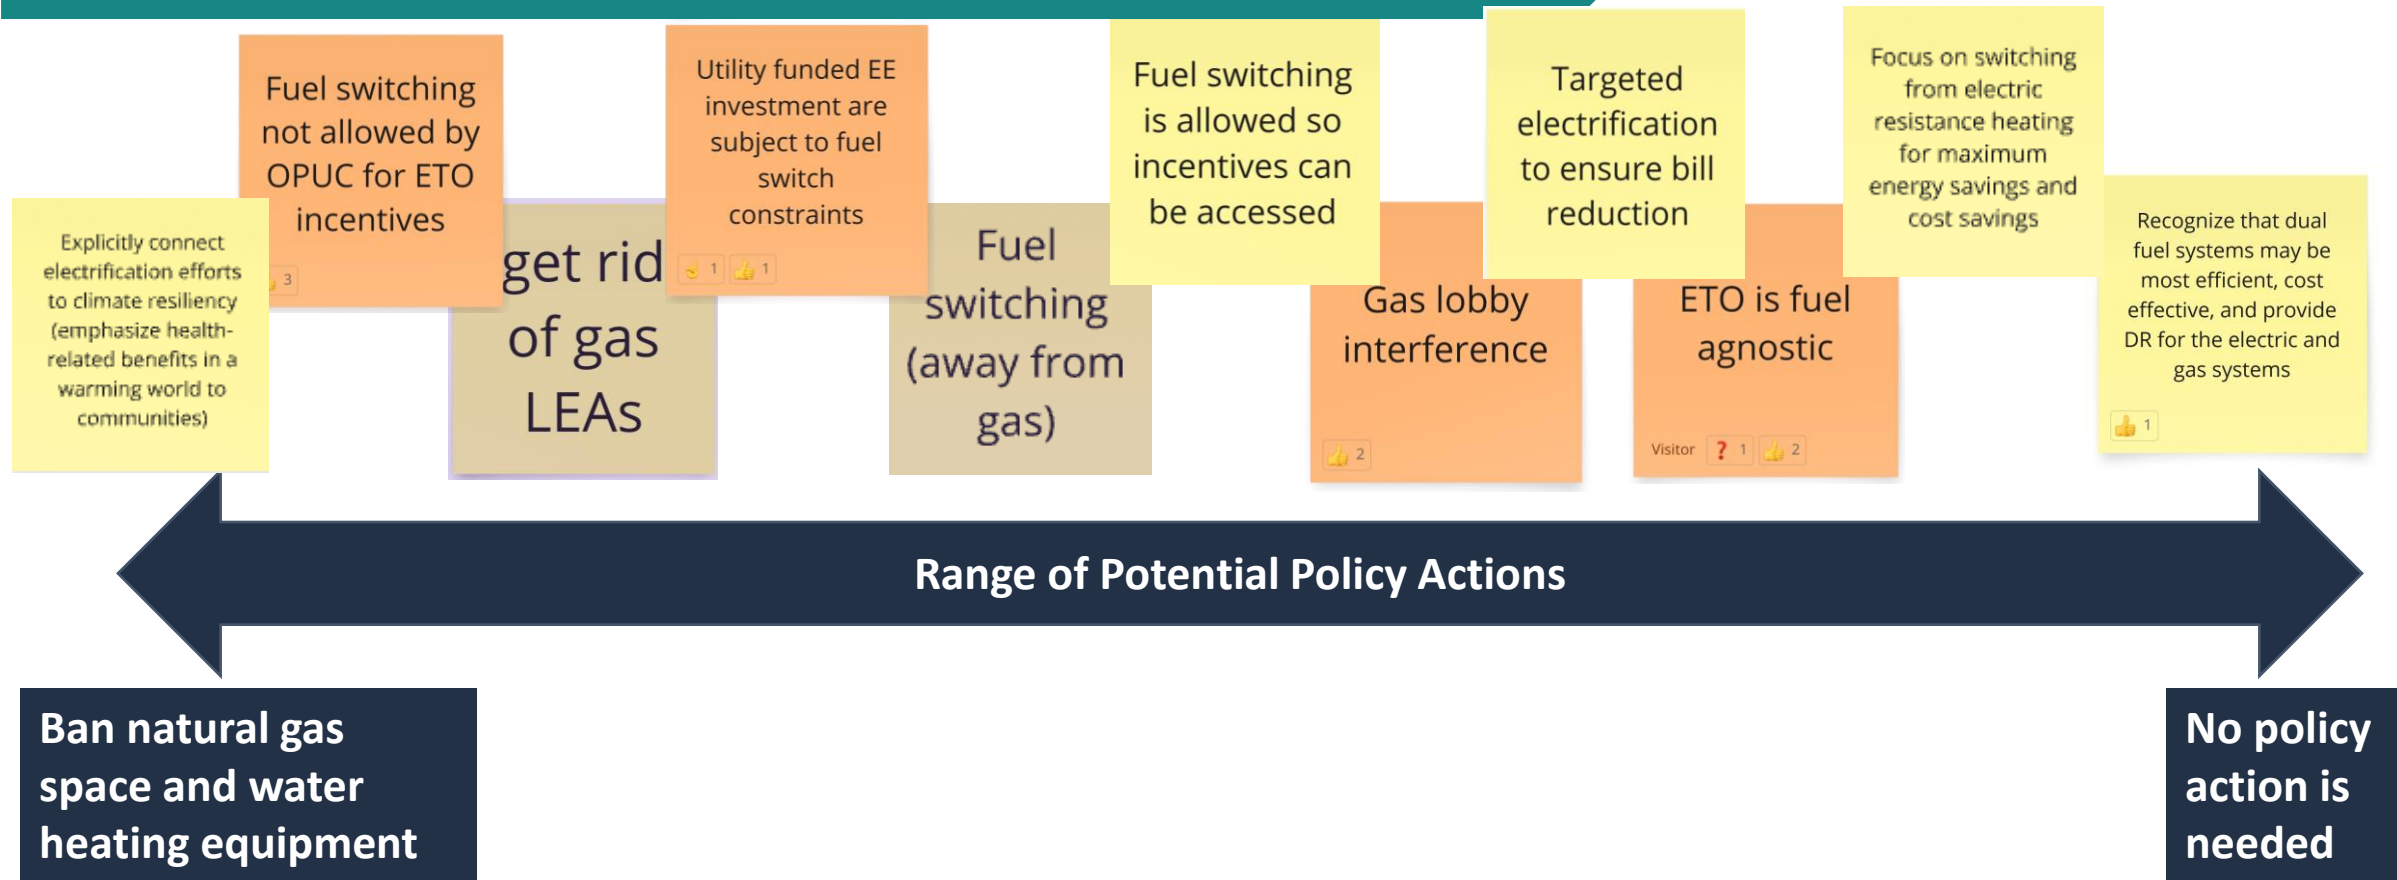 Explicitly connect
electrification efforts
to climate resiliency
(emphasize health-
related benefits in a
warming world to
communities)
Fuel switching
not allowed by
OPUC for ETO
incentives
3
get rid
of gas
LEAs
Utility funded EE
investment are
subject to fuel
switch
constraints
1 1
Fuel
switching
(away from
gas)
Fuel switching
is allowed so
incentives can
be accessed
Gas lobby
interference
2
Targeted
electrification
to ensure bill
reduction
ETO is fuel
agnostic
Visitor ❓ 1 👍 2
Focus on switching
from electric
resistance heating
for maximum
energy savings and
cost savings
Recognize that dual
fuel systems may be
most efficient, cost
effective, and provide
DR for the electric and
gas systems
1
Range of Potential Policy Actions
Ban natural gas
space and water
heating equipment
No policy
action is
needed